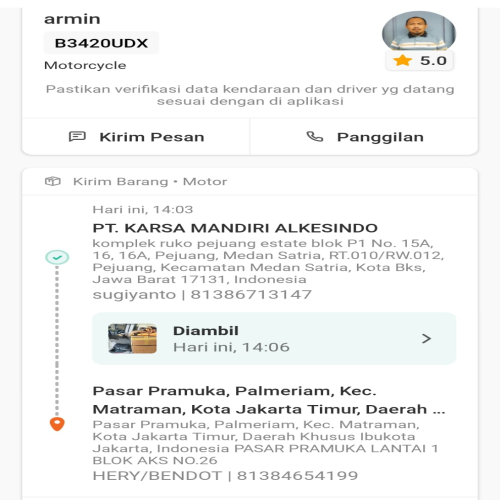 armin
B3420UDX
Motorcycle
5.0
Pastikan verifikasi data kendaraan dan driver yg datang
sesuai dengan di aplikasi
Kirim Pesan
Panggilan
Kirim Barang • Motor
Hari ini, 14:03
PT. KARSA MANDIRI ALKESINDO
komplek ruko pejuang estate blok P1 No. 15A,
16, 16A, Pejuang, Medan Satria, RT.010/RW.012,
Pejuang, Kecamatan Medan Satria, Kota Bks,
Jawa Barat 17131, Indonesia
sugiyanto | 81386713147
Diambil
Hari ini, 14:06
Pasar Pramuka, Palmeriam, Kec.
Matraman, Kota Jakarta Timur, Daerah ...
Pasar Pramuka, Palmeriam, Kec. Matraman,
Kota Jakarta Timur, Daerah Khusus Ibukota
Jakarta, Indonesia PASAR PRAMUKA LANTAI 1
BLOK AKS NO.26
HERY/BENDOT | 81384654199